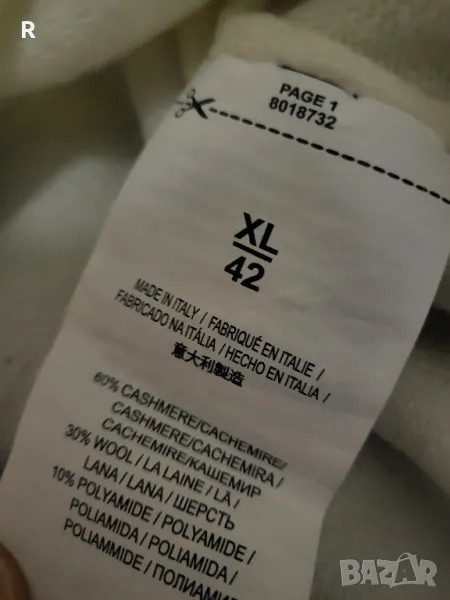 R
PAGE 1
8018732
XL
42
MADE IN ITALY / FABRIQUÉ EN ITALIE /
FABRICADO NA ITÁLIA / HECHO EN ITALIA /
意大利製造
60% CASHMERE/CACHEMIRE/
CASHMERE/CACHEMIRA/
CACHEMIRE/КАШЕМИР
30% WOOL / LA LAINE / LÃ /
LANA / LANA / ШЕРСТЬ
10% POLYAMIDE / POLYAMIDE /
POLIAMIDA / POLIAMIDA /
POLIAMMIDE / ПОЛИАМИ
bazar